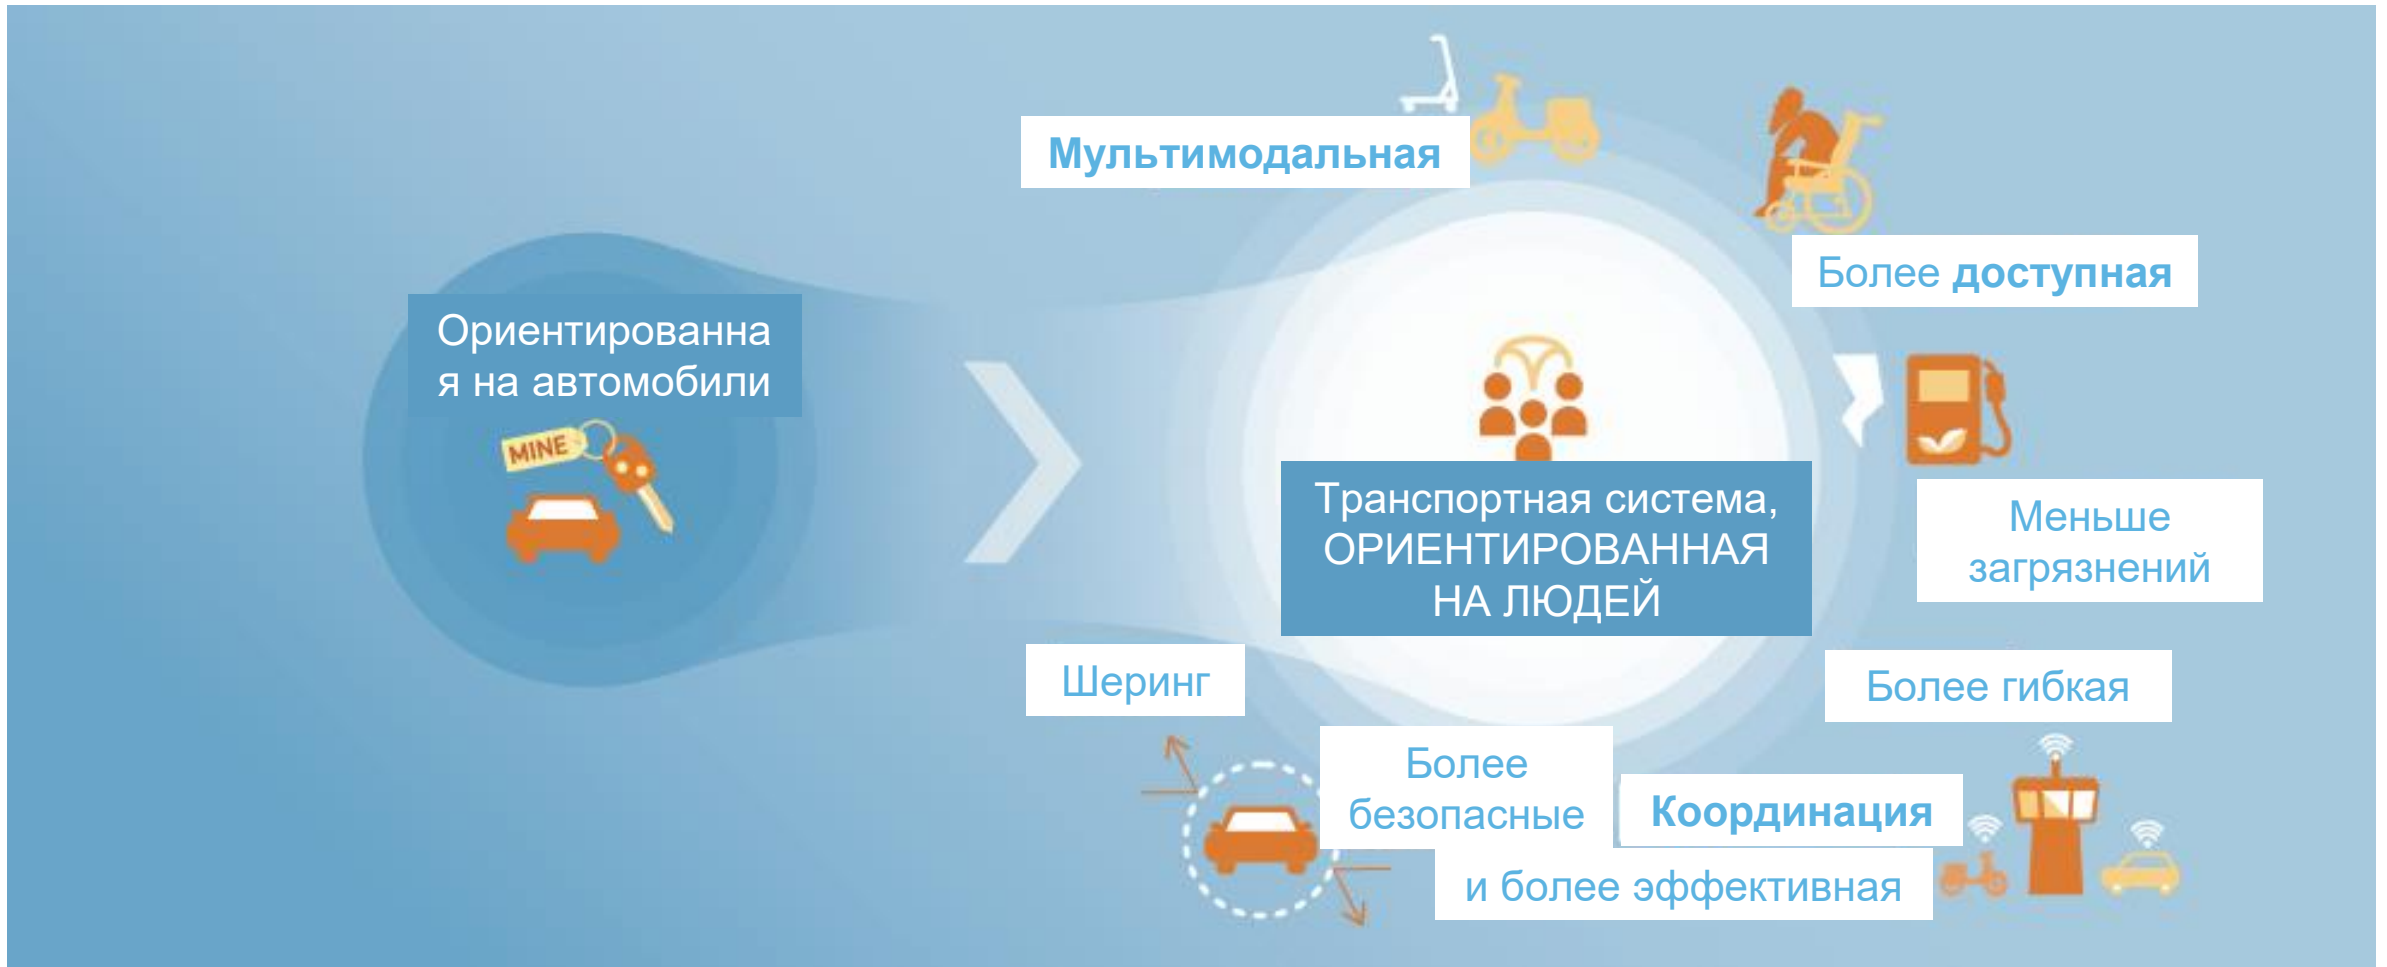 Мультимодальная
Более доступная
Ориентированна
я на автомобили
MINE
Транспортная система,
ОРИЕНТИРОВАННАЯ
НА ЛЮДЕЙ
Меньше
загрязнений
Шеринг
Более гибкая
Более
безопасные
Координация
и более эффективная